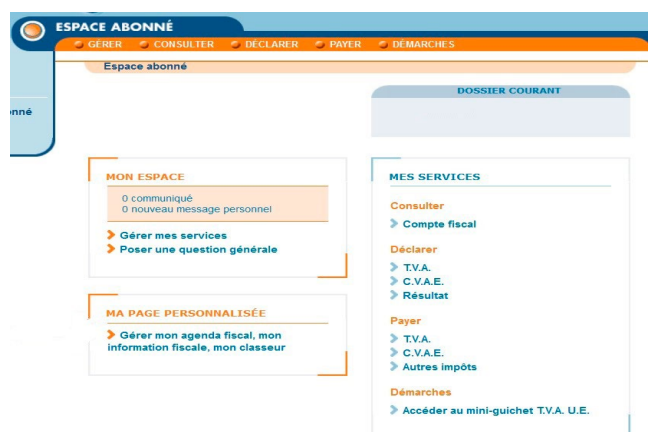 ESPACE ABONNÉ
GÉRER CONSULTER DÉCLARER PAYER DÉMARCHES
Espace abonné
DOSSIER COURANT
nné
MON ESPACE
0 communiqué
0 nouveau message personnel
Gérer mes services
Poser une question générale
MA PAGE PERSONNALISÉE
Gérer mon agenda fiscal, mon
information fiscale, mon classeur
MES SERVICES
Consulter
Compte fiscal
Déclarer
T.V.A.
C.V.A.E.
Résultat
Payer
T.V.A.
C.V.A.E.
Autres impôts
Démarches
Accéder au mini-guichet T.V.A. U.E.